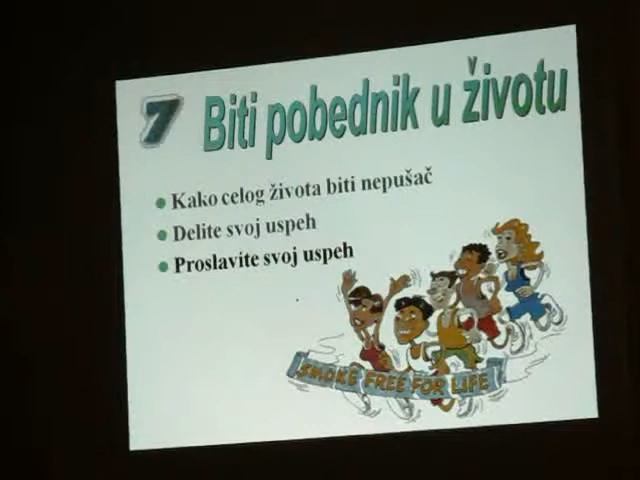 7 Biti pobednik u životu
Kako celog života biti nepušač
Delite svoj uspeh
Proslavite svoj uspeh
SMOKE FREE FOR LIFE